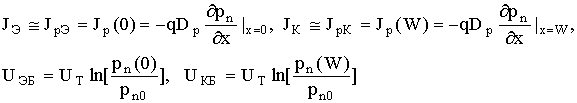 J_Э ≅ J_pЭ = J_p(0) = −qD_p ∂p_n/∂x |_{x=0}, J_К ≅ J_pК = J_p(W) = −qD_p ∂p_n/∂x |_{x=W},
U_ЭБ = U_T ln[p_n(0)/p_n0], U_КБ = U_T ln[p_n(W)/p_n0]